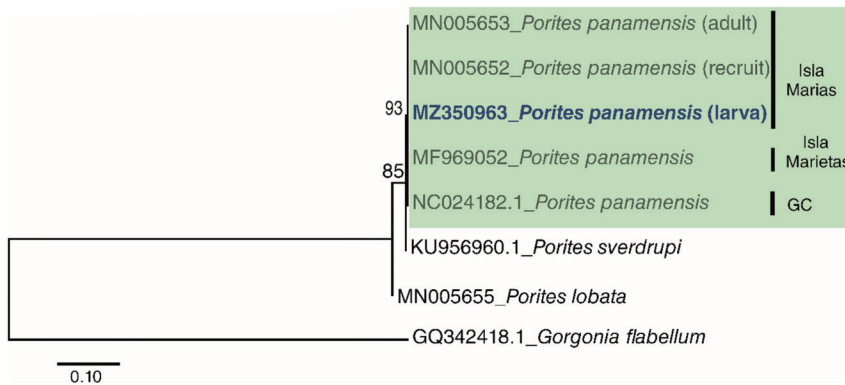 MN005653_Porites panamensis (adult)
MN005652_Porites panamensis (recruit)
Isla
Marias
93
MZ350963_Porites panamensis (larva)
Isla
Marietas
MF969052_Porites panamensis
85
NC024182.1_Porites panamensis
GC
KU956960.1_Porites sverdrupi
MN005655_Porites lobata
GQ342418.1_Gorgonia flabellum
0.10